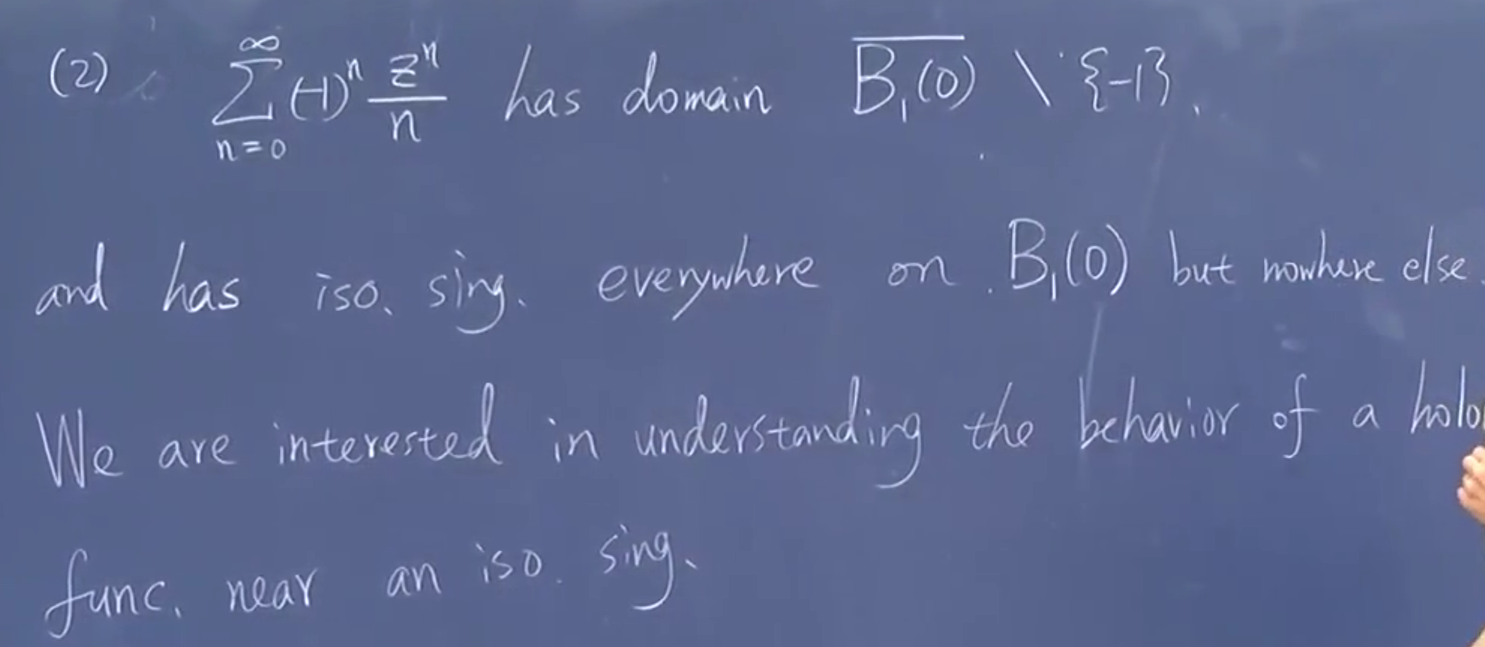 (2) $\sum_{n=0}^{\infty} (-1)^n \frac{z^n}{n}$ has domain $\overline{B_1(0)} \setminus \{-1\}$.
and has iso. sing. everywhere on $B_1(0)$ but nowhere else.
We are interested in understanding the behavior of a holo
func. near an iso. sing.